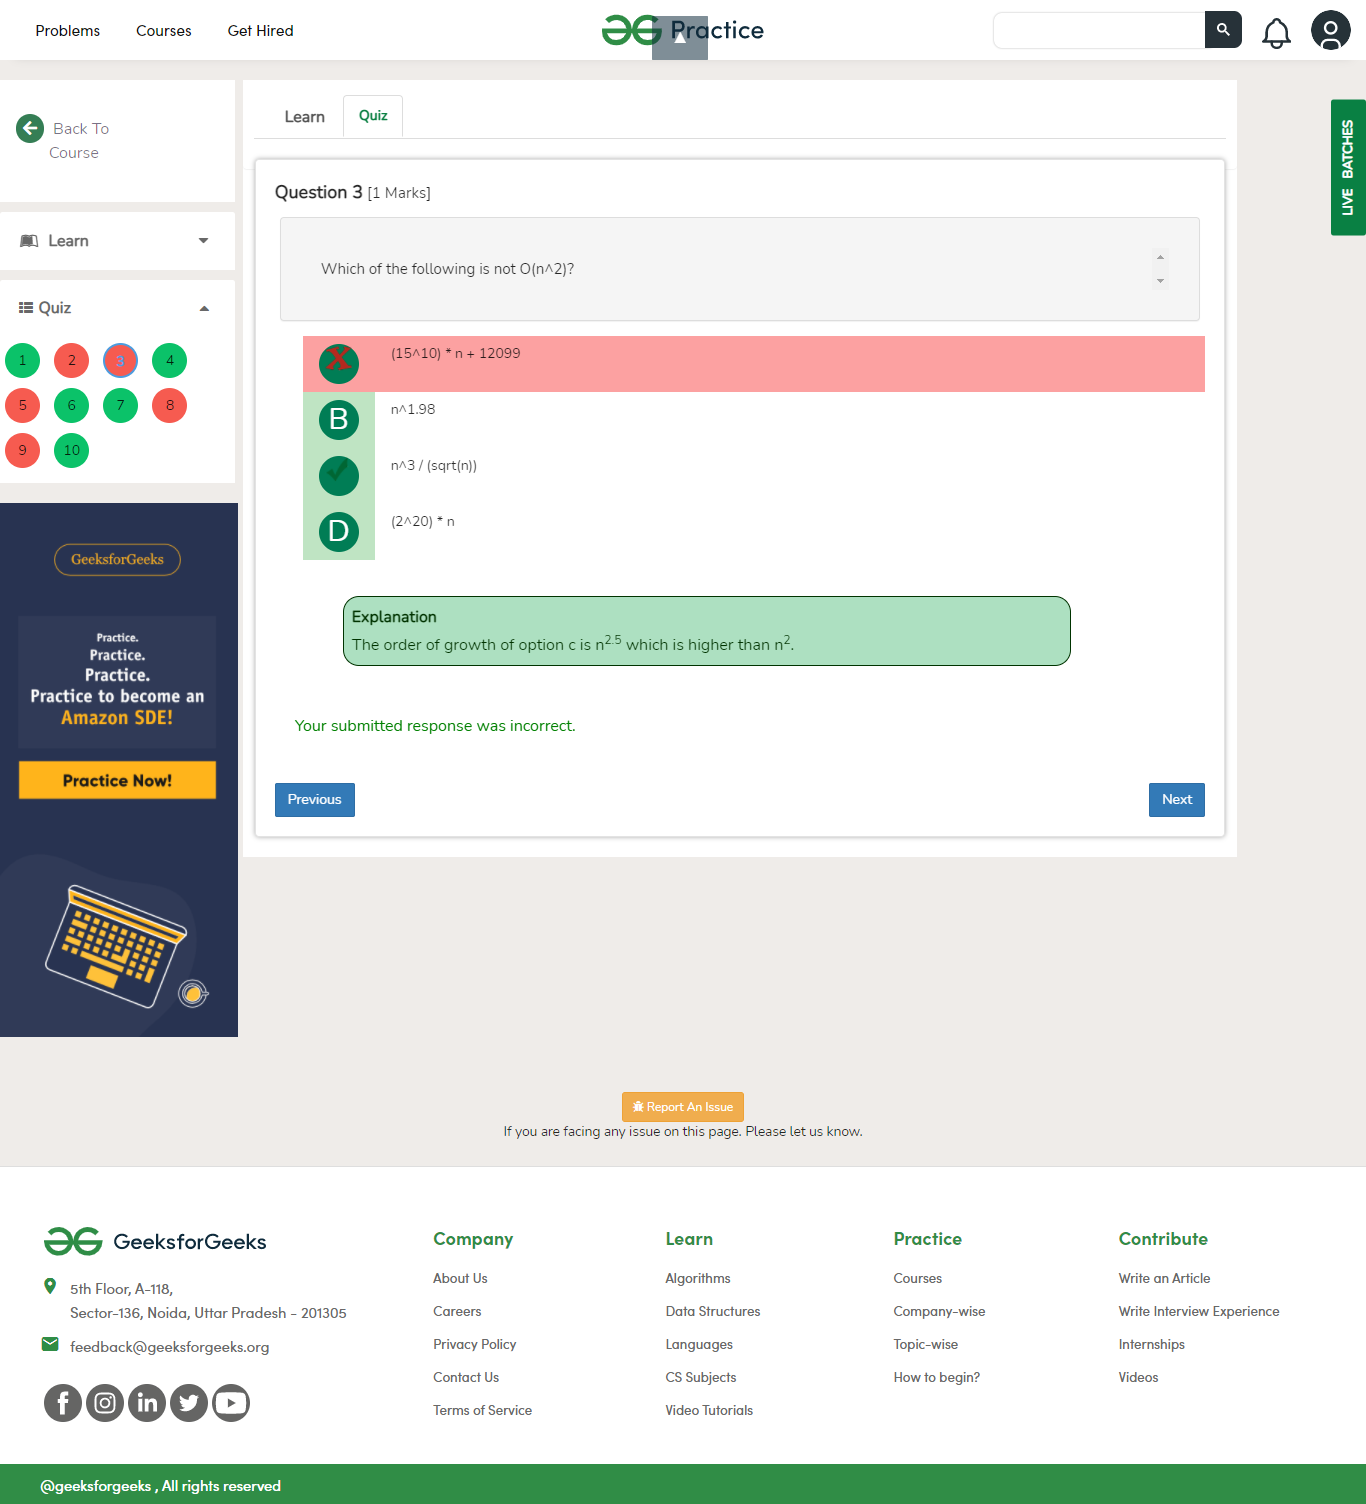 Problems Courses Get Hired
Practice
Back To
Course
Learn
Quiz
1 2 3 4
5 6 7 8
9 10
GeeksforGeeks
Practice.
Practice.
Practice.
Practice to become an
Amazon SDE!
Practice Now!
Learn Quiz
Question 3 [1 Marks]
Which of the following is not O(n^2)?
X (15^10) * n + 12099
B n^1.98
n^3 / (sqrt(n))
D (2^20) * n
Explanation
The order of growth of option c is n^2.5 which is higher than n^2.
Your submitted response was incorrect.
Previous Next
LIVE BATCHES
Report An Issue
If you are facing any issue on this page. Please let us know.
GeeksforGeeks
5th Floor, A-118,
Sector-136, Noida, Uttar Pradesh - 201305
feedback@geeksforgeeks.org
Company
About Us
Careers
Privacy Policy
Contact Us
Terms of Service
Learn
Algorithms
Data Structures
Languages
CS Subjects
Video Tutorials
Practice
Courses
Company-wise
Topic-wise
How to begin?
Contribute
Write an Article
Write Interview Experience
Internships
Videos
@geeksforgeeks , All rights reserved